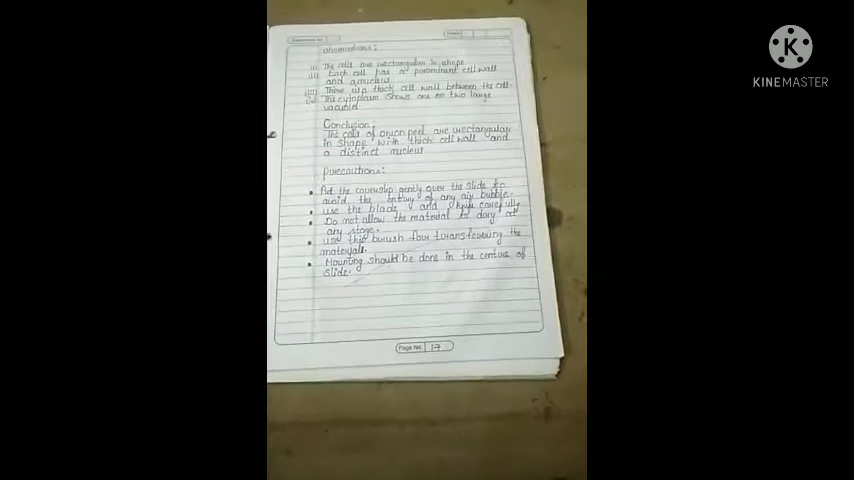 observations:
(i) The cells are rectangular in shape
(ii) Each cell has a prominent cell wall
and a nucleus
(iii) There is a thick cell wall between the cell.
(iv) The cytoplasm shows one or two large
vacuole.
Conclusion:
The cells of onion peel are rectangular
in shape with thick cell wall and
a distinct nucleus
precautions:
• Put the coverslip gently over the slide to
avoid the entry of any air bubble.
• use the blade and knife carefully
• Do not allow the material to dry at
any stage.
• use thin brush for transferring the
materials.
• Mounting should be done in the centre of
slide.
Page No. 17
K
KINEMASTER